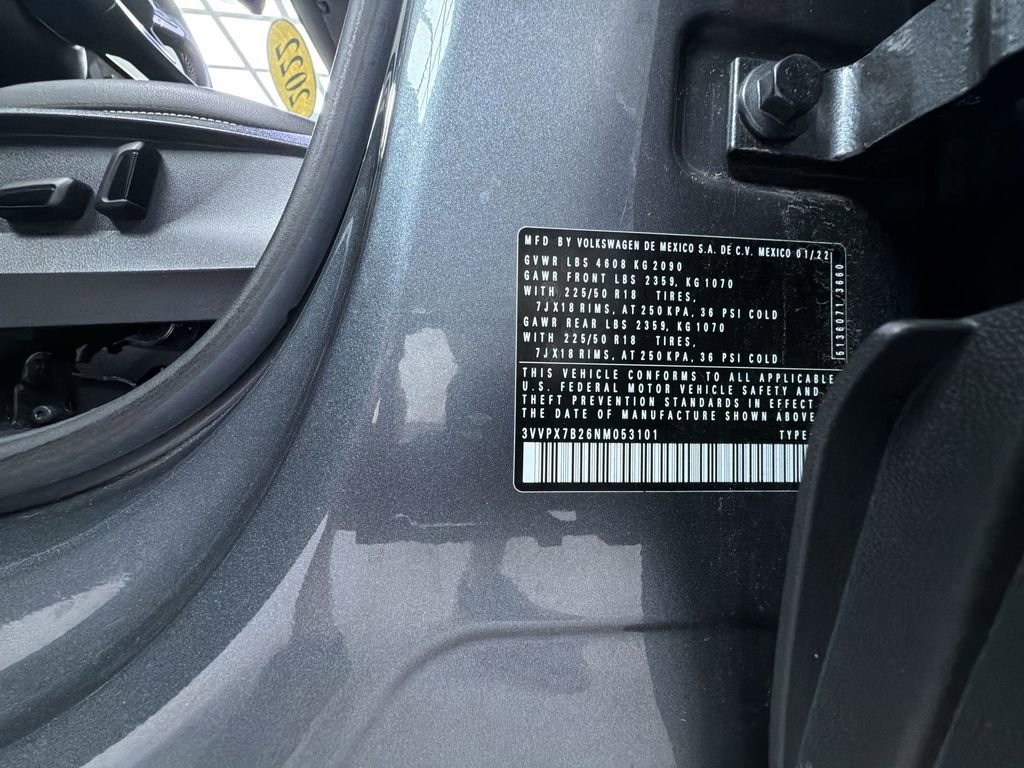 2022
MFD BY VOLKSWAGEN DE MEXICO S.A. DE C.V. MEXICO 01/22
GVWR LBS 4608 KG 2090
GAWR FRONT LBS 2359, KG 1070
WITH 225/50 R18 TIRES,
7JX18 RIMS, AT 250 KPA, 36 PSI COLD
GAWR REAR LBS 2359, KG 1070
WITH 225/50 R18 TIRES,
7JX18 RIMS, AT 250 KPA, 36 PSI COLD
5136071/3660
THIS VEHICLE CONFORMS TO ALL APPLICABLE
U.S. FEDERAL MOTOR VEHICLE SAFETY AND
THEFT PREVENTION STANDARDS IN EFFECT
THE DATE OF MANUFACTURE SHOWN ABOVE
3VVPX7B26NM053101 TYPE: